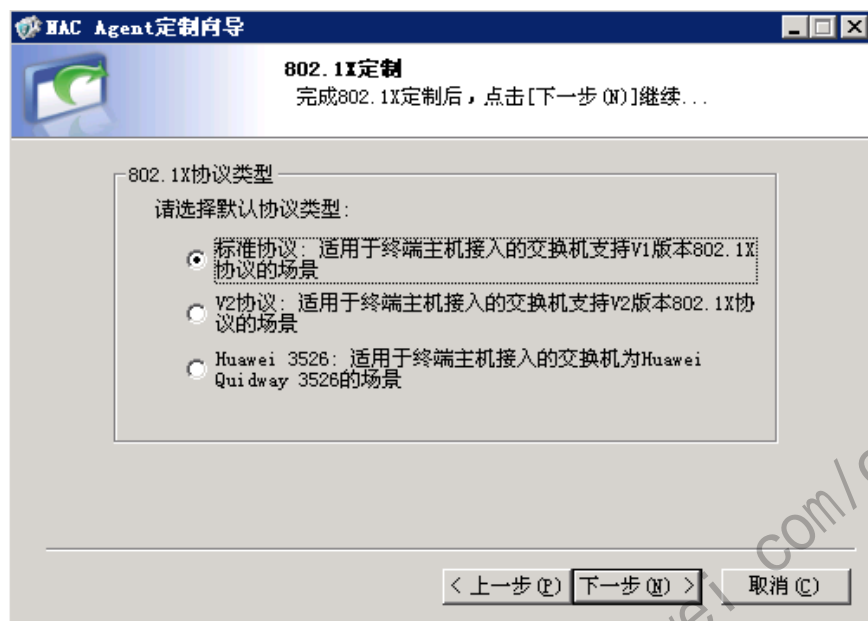 NAC Agent定制向导
802.1X定制
完成802.1X定制后，点击[下一步(N)]继续...
802.1X协议类型
请选择默认协议类型:
标准协议: 适用于终端主机接入的交换机支持V1版本802.1X
协议的场景
V2协议: 适用于终端主机接入的交换机支持V2版本802.1X协
议的场景
Huawei 3526: 适用于终端主机接入的交换机为Huawei
Quidway 3526的场景
com/
ei
< 上一步(P) 下一步(N) > 取消(C)